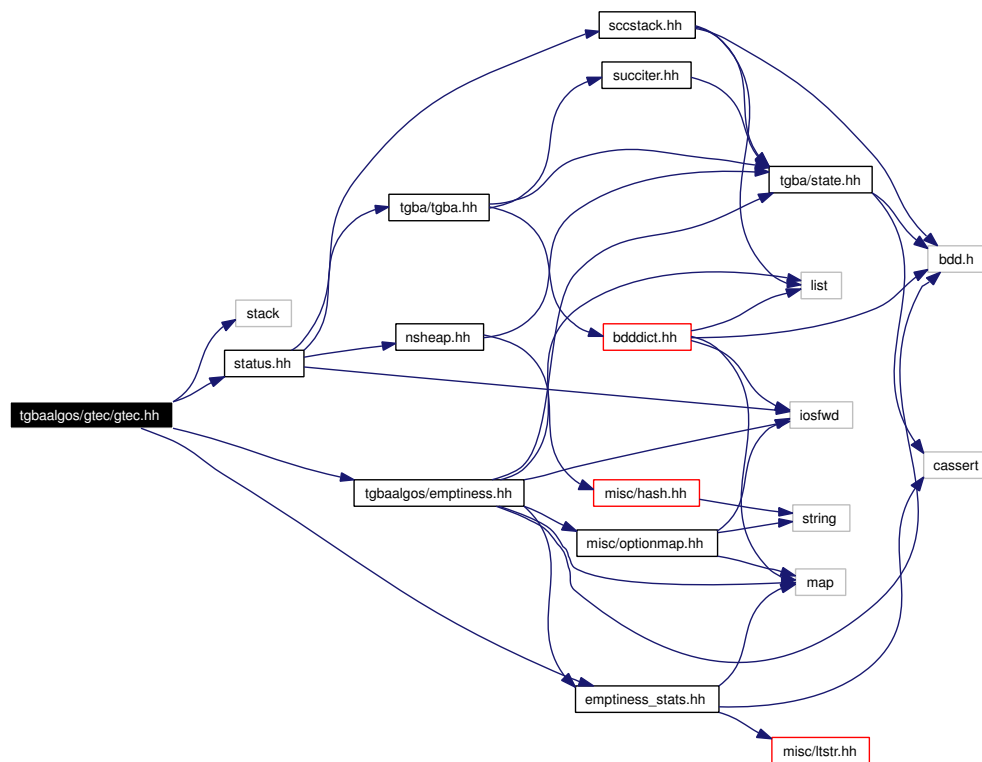 sccstack.hh
succiter.hh
tgba/state.hh
tgba/tgba.hh
bdd.h
list
stack
nsheap.hh
bdddict.hh
status.hh
tgbaalgos/gtec/gtec.hh
iosfwd
cassert
tgbaalgos/emptiness.hh
misc/hash.hh
string
misc/optionmap.hh
map
emptiness_stats.hh
misc/ltstr.hh